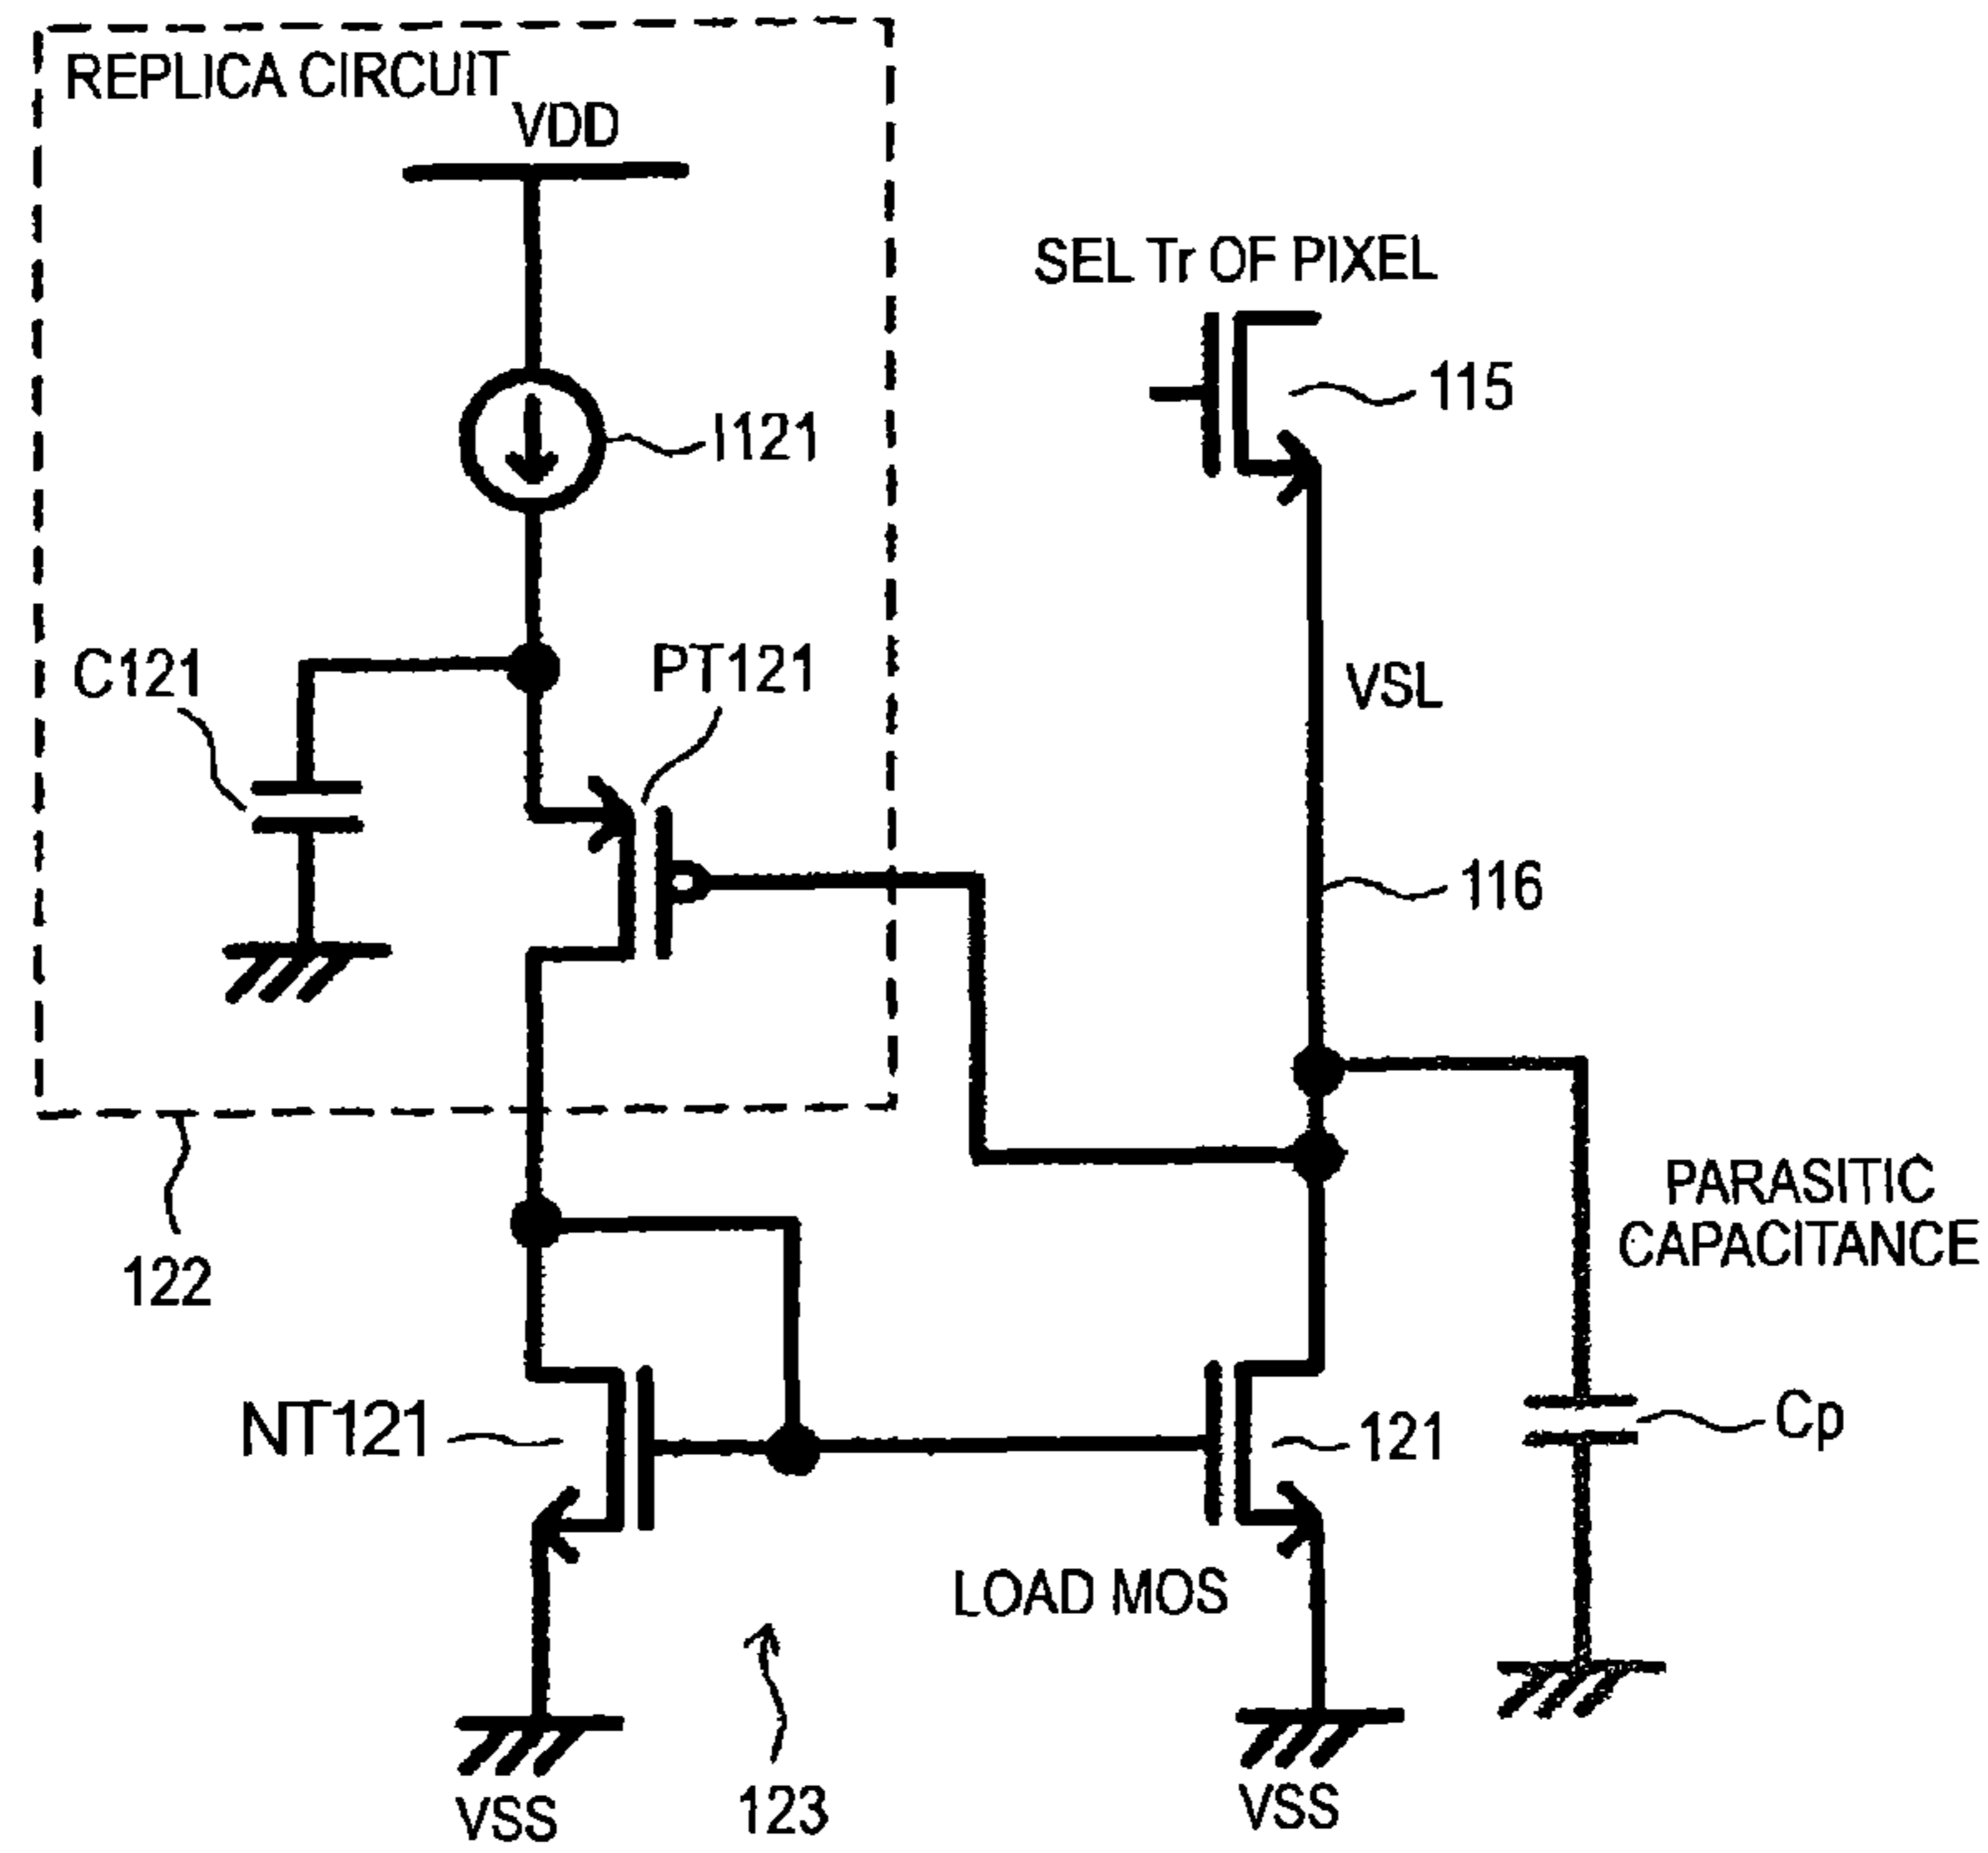 REPLICA CIRCUIT
VDD
SEL Tr OF PIXEL
115
I121
C121
PT121
VSL
116
PARASITIC
CAPACITANCE
122
NT121
121
Cp
LOAD MOS
123
VSS
VSS